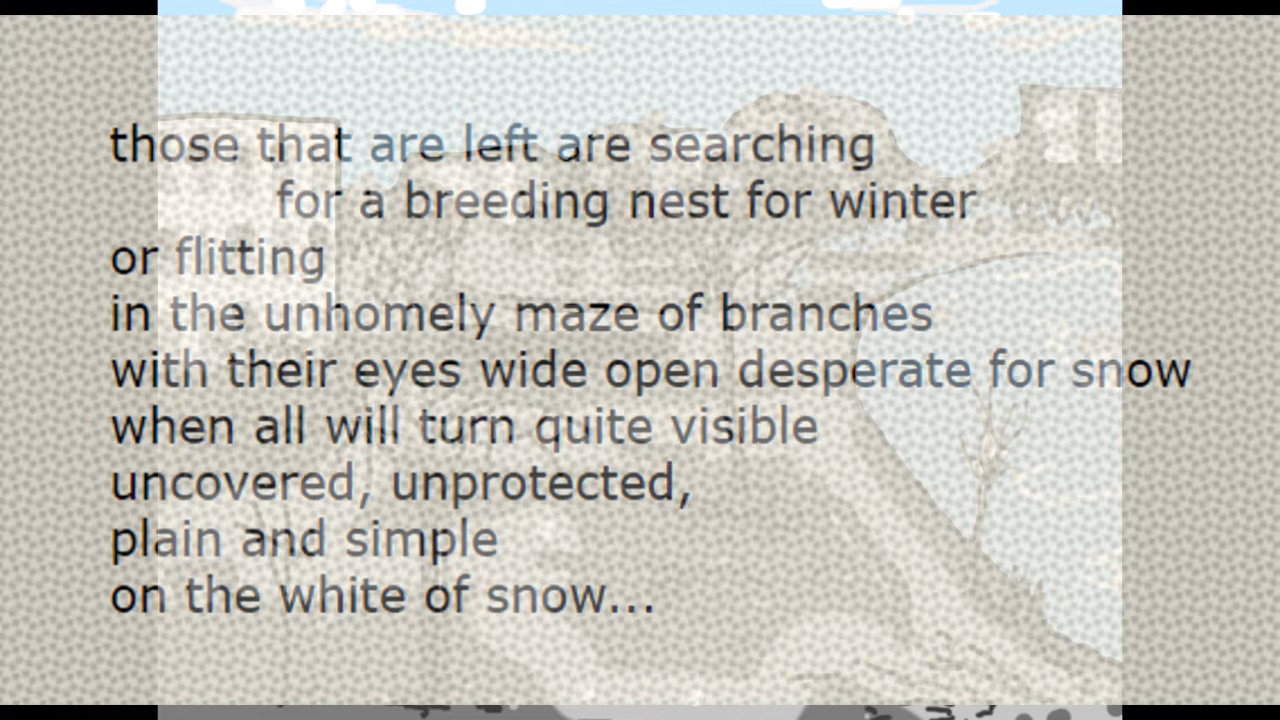 those that are left are searching
for a breeding nest for winter
or flitting
in the unhomely maze of branches
with their eyes wide open desperate for snow
when all will turn quite visible
uncovered, unprotected,
plain and simple
on the white of snow...